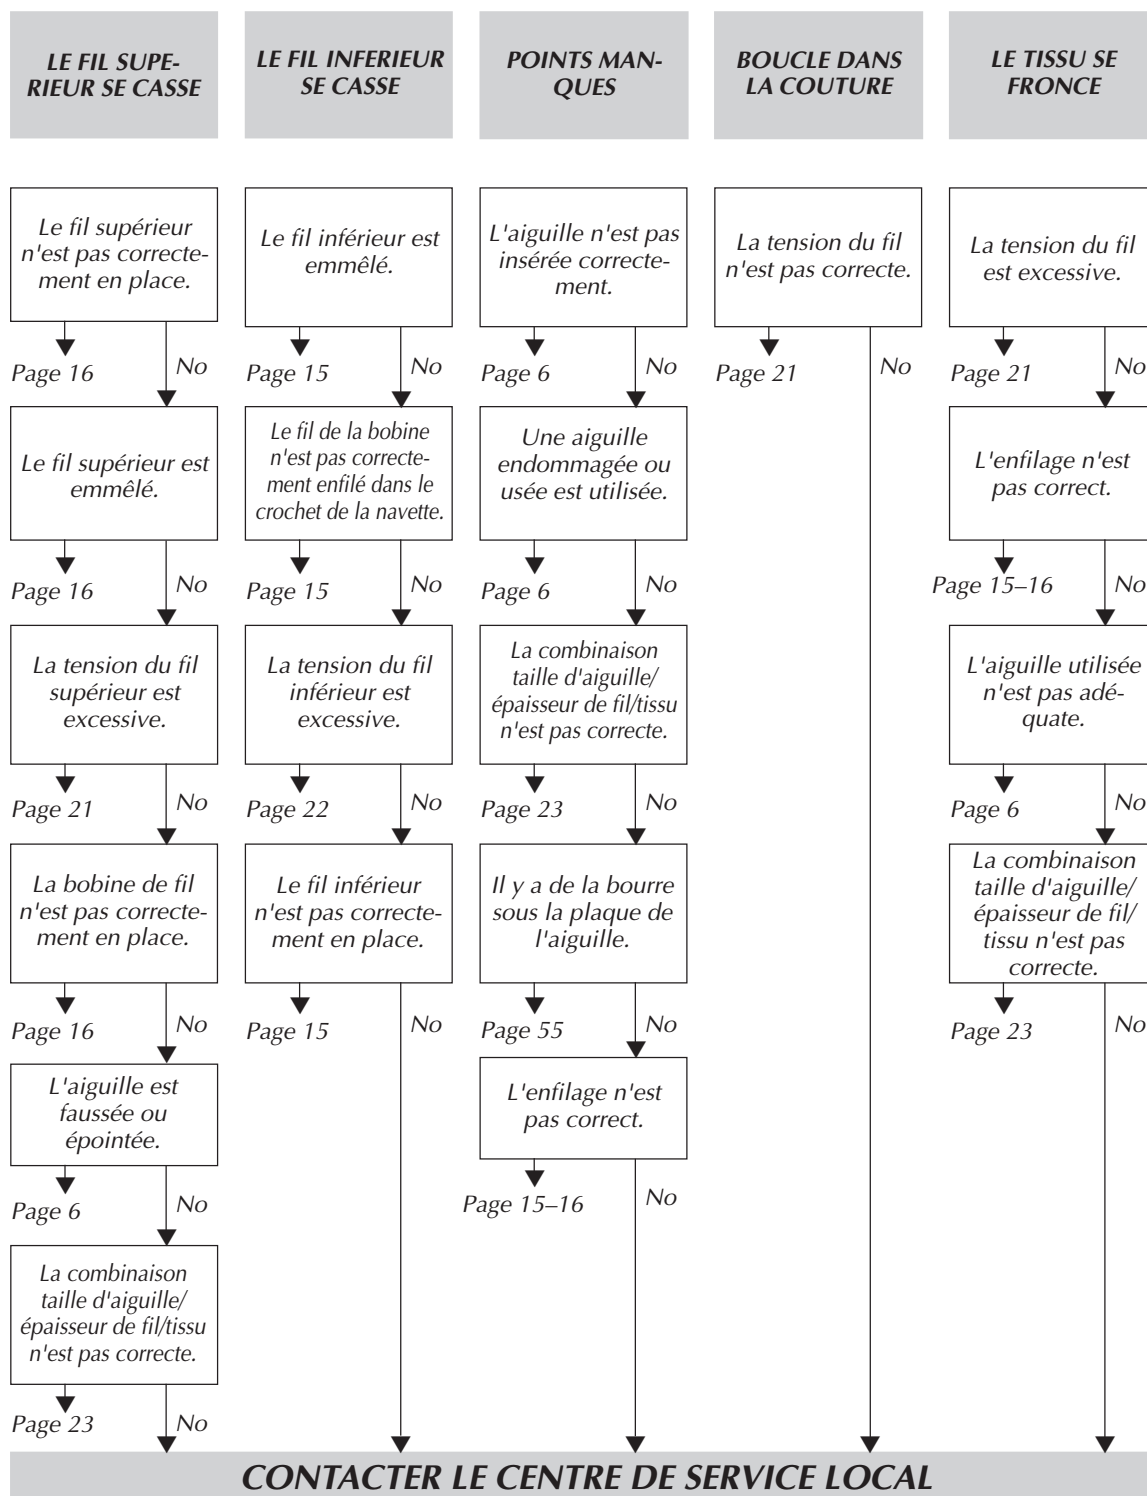 LE FIL SUPE-
RIEUR SE CASSE
Le fil supérieur
n'est pas correcte-
ment en place.
Page 16
No
Le fil supérieur est
emmêlé.
Page 16
No
La tension du fil
supérieur est
excessive.
Page 21
No
La bobine de fil
n'est pas correcte-
ment en place.
Page 16
No
L'aiguille est
faussée ou
épointée.
Page 6
No
La combinaison
taille d'aiguille/
épaisseur de fil/tissu
n'est pas correcte.
Page 23
No
LE FIL INFERIEUR
SE CASSE
Le fil inférieur est
emmêlé.
Page 15
No
Le fil de la bobine
n'est pas correcte-
ment enfilé dans le
crochet de la navette.
Page 15
No
La tension du fil
inférieur est
excessive.
Page 22
No
Le fil inférieur
n'est pas correcte-
ment en place.
Page 15
No
POINTS MAN-
QUES
L'aiguille n'est pas
insérée correcte-
ment.
Page 6
No
Une aiguille
endommagée ou
usée est utilisée.
Page 6
No
La combinaison
taille d'aiguille/
épaisseur de fil/tissu
n'est pas correcte.
Page 23
No
Il y a de la bourre
sous la plaque de
l'aiguille.
Page 55
No
L'enfilage n'est
pas correct.
Page 15–16
No
BOUCLE DANS
LA COUTURE
La tension du fil
n'est pas correcte.
Page 21
No
LE TISSU SE
FRONCE
La tension du fil
est excessive.
Page 21
No
L'enfilage n'est
pas correct.
Page 15–16
No
L'aiguille utilisée
n'est pas adé-
quate.
Page 6
No
La combinaison
taille d'aiguille/
épaisseur de fil/
tissu n'est pas
correcte.
Page 23
No
CONTACTER LE CENTRE DE SERVICE LOCAL